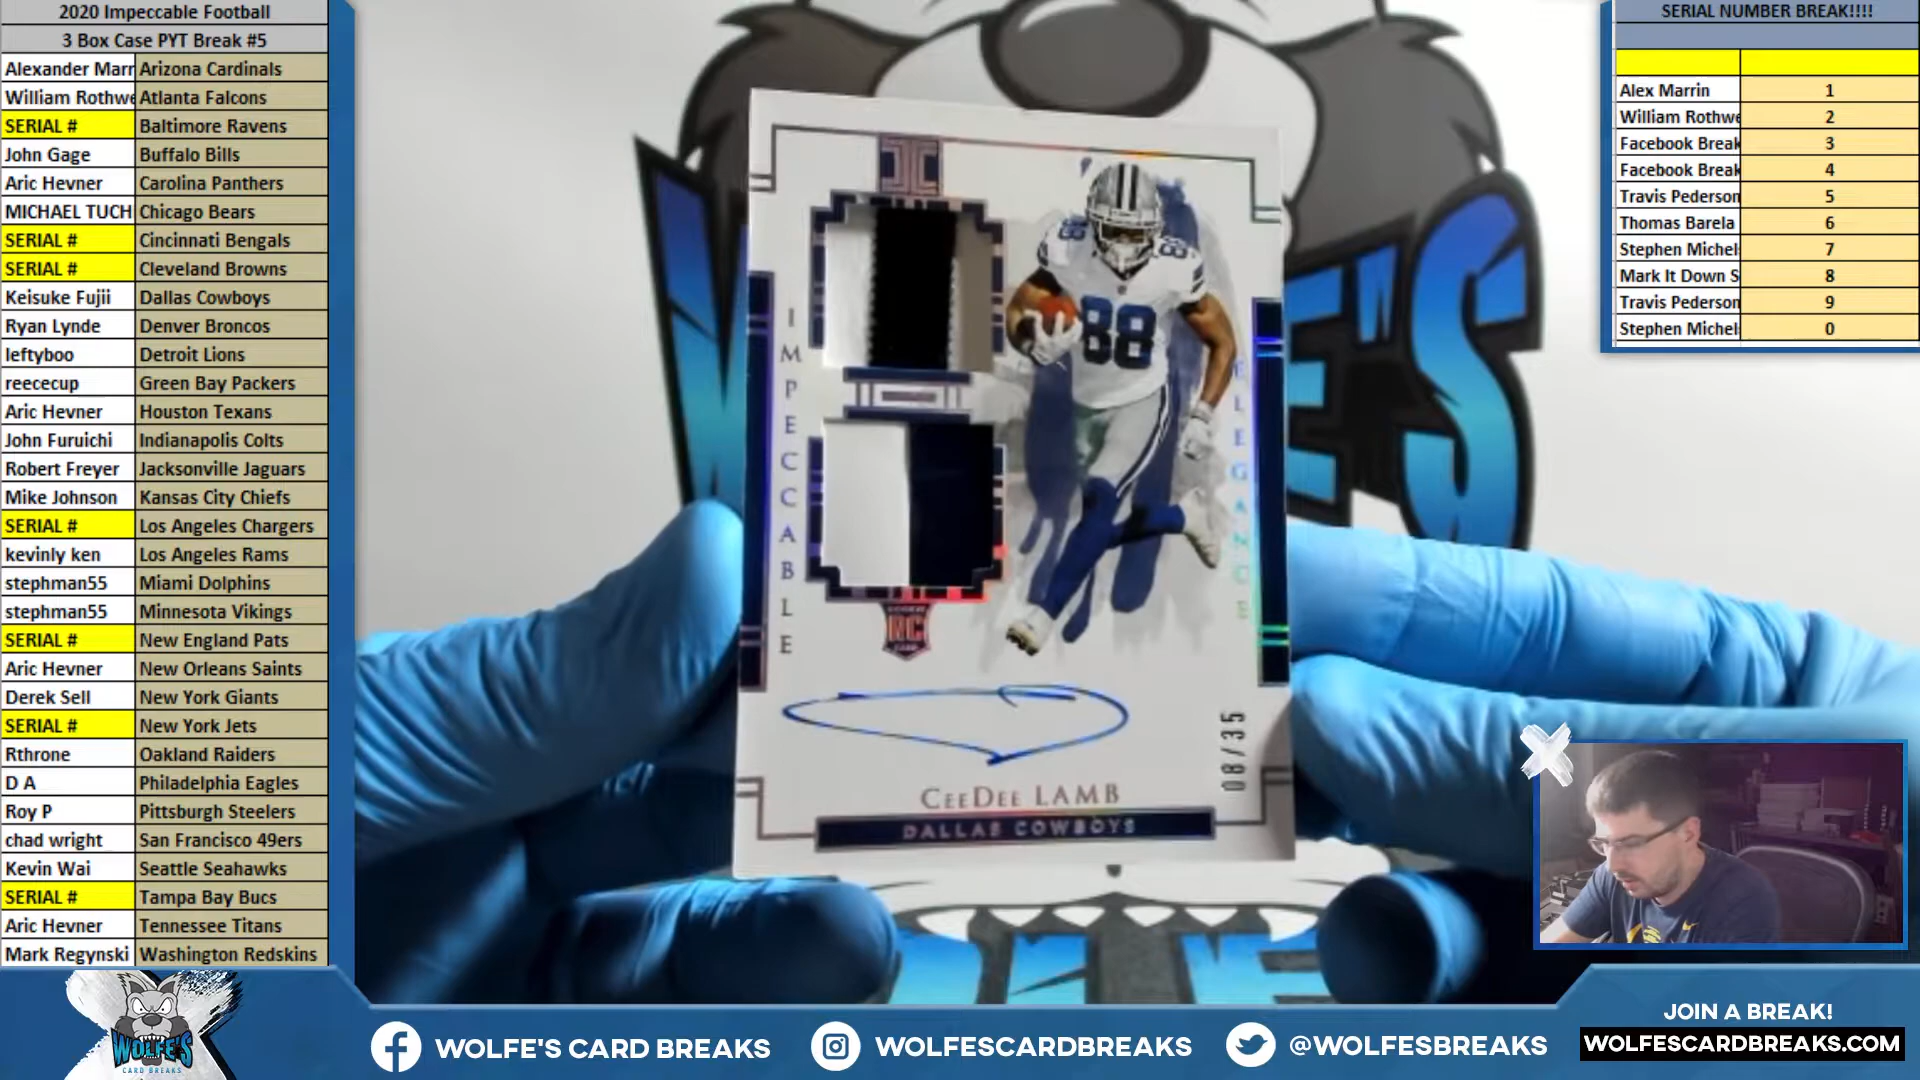 2020 Impeccable Football
3 Box Case PYT Break #5
Alexander Marr Arizona Cardinals
William Rothwe Atlanta Falcons
SERIAL # Baltimore Ravens
John Gage Buffalo Bills
Aric Hevner Carolina Panthers
MICHAEL TUCH Chicago Bears
SERIAL # Cincinnati Bengals
SERIAL # Cleveland Browns
Keisuke Fujii Dallas Cowboys
Ryan Lynde Denver Broncos
leftyboo Detroit Lions
reececup Green Bay Packers
Aric Hevner Houston Texans
John Furuichi Indianapolis Colts
Robert Freyer Jacksonville Jaguars
Mike Johnson Kansas City Chiefs
SERIAL # Los Angeles Chargers
kevinly ken Los Angeles Rams
stephman55 Miami Dolphins
stephman55 Minnesota Vikings
SERIAL # New England Pats
Aric Hevner New Orleans Saints
Derek Sell New York Giants
SERIAL # New York Jets
Rthrone Oakland Raiders
D A Philadelphia Eagles
Roy P Pittsburgh Steelers
chad wright San Francisco 49ers
Kevin Wai Seattle Seahawks
SERIAL # Tampa Bay Bucs
Aric Hevner Tennessee Titans
Mark Regynski Washington Redskins
SERIAL NUMBER BREAK!!!!
Alex Marrin 1
William Rothwe 2
Facebook Break 3
Facebook Break 4
Travis Pederson 5
Thomas Barela 6
Stephen Michel 7
Mark It Down S 8
Travis Pederson 9
Stephen Michel 0
IMPECCABLE
ELEGANCE
88
88
88
RC
08/35
CEEDEE LAMB
DALLAS COWBOYS
WOLFE'S
CARD BREAKS
WOLFE'S CARD BREAKS
WOLFESCARDBREAKS
@WOLFESBREAKS
JOIN A BREAK!
WOLFESCARDBREAKS.COM